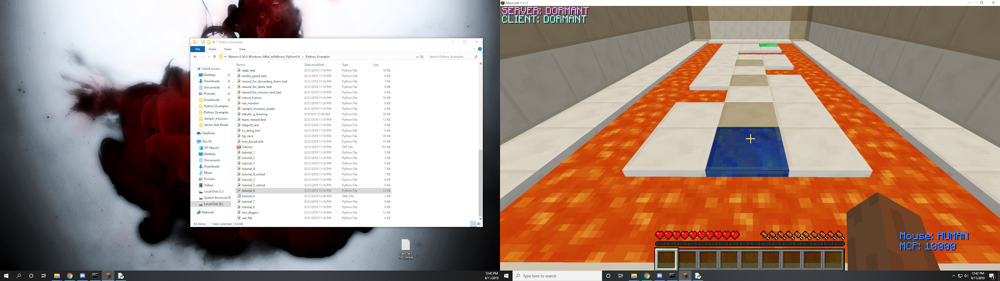 Python_Examples
File Home Share View
« Malmo-0.36.0-Windows-64bit_withBoost_Python3.6 › Python_Examples
Search Python_Examples
Name Date modified Type Size
Quick access
Desktop
Downloads
Documents
Pictures
Downloads
Python_Examples
Python_Examples
Sample_missions
Senior Year Books
OneDrive
This PC
3D Objects
Desktop
Documents
Downloads
Music
Pictures
Videos
Local Disk (C:)
System Reserved (D
Local Disk (E:)
Network
radar_test 8/21/2019 11:16 PM Python File 10 KB
render_speed_test 8/21/2019 11:16 PM Python File 9 KB
reward_for_discarding_items_test 8/21/2019 11:16 PM Python File 7 KB
reward_for_items_test 8/21/2019 11:16 PM Python File 9 KB
reward_for_mission_end_test 8/21/2019 11:16 PM Python File 8 KB
robust_frames 8/21/2019 11:16 PM Python File 16 KB
run_mission 8/21/2019 11:16 PM Python File 6 KB
sample_missions_loader 8/21/2019 11:16 PM Python File 6 KB
tabular_q_learning 9/9/2019 12:30 AM Python File 18 KB
team_reward_test 8/21/2019 11:16 PM Python File 13 KB
teleport_test 8/21/2019 11:16 PM Python File 9 KB
to_string_test 8/21/2019 11:16 PM Python File 4 KB
tsp_race 8/21/2019 11:16 PM Python File 36 KB
turn_based_test 8/21/2019 11:16 PM Python File 15 KB
Tutorial 8/21/2019 11:16 PM PDF File 153 KB
tutorial_1 8/21/2019 11:16 PM Python File 3 KB
tutorial_2 8/21/2019 11:16 PM Python File 5 KB
tutorial_3 8/21/2019 11:16 PM Python File 6 KB
tutorial_4 8/21/2019 11:16 PM Python File 7 KB
tutorial_4_solved 8/21/2019 11:16 PM Python File 7 KB
tutorial_5 8/21/2019 11:16 PM Python File 8 KB
tutorial_5_solved 8/21/2019 11:16 PM Python File 8 KB
tutorial_6 8/21/2019 11:16 PM Python File 13 KB
tutorial_6 9/11/2019 12:36 PM XML File 3 KB
tutorial_7 8/21/2019 11:16 PM Python File 6 KB
tutorial_8 8/21/2019 11:16 PM Python File 6 KB
two_diggers 8/21/2019 11:16 PM Python File 12 KB
use_file 8/21/2019 11:16 PM Python File 4 KB
63 items 1 item selected 12.6 KB
New Text
Document
12:42 PM
9/11/2019
Minecraft 1.11.2
SERVER: DORMANT
CLIENT: DORMANT
Mouse: HUMAN
MCP: 10000
Type here to search
12:42 PM
9/11/2019